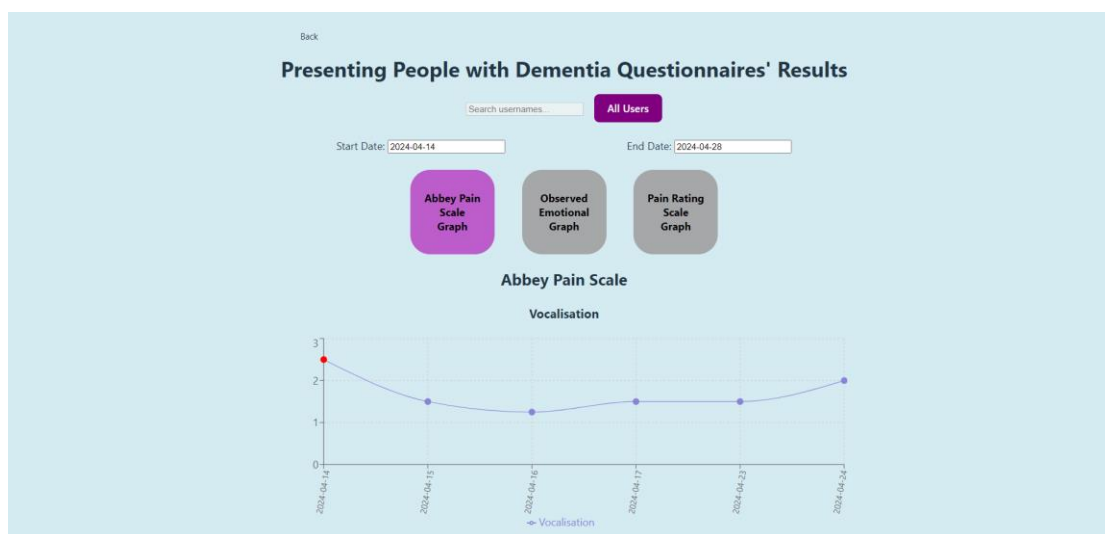 Back
Presenting People with Dementia Questionnaires' Results
Search usernames...
All Users
Start Date: 2024-04-14
End Date: 2024-04-28
Abbey Pain
Scale
Graph
Observed
Emotional
Graph
Pain Rating
Scale
Graph
Abbey Pain Scale
Vocalisation
3
2
1
0
2024-04-14
2024-04-15
2024-04-16
2024-04-17
2024-04-23
2024-04-24
Vocalisation